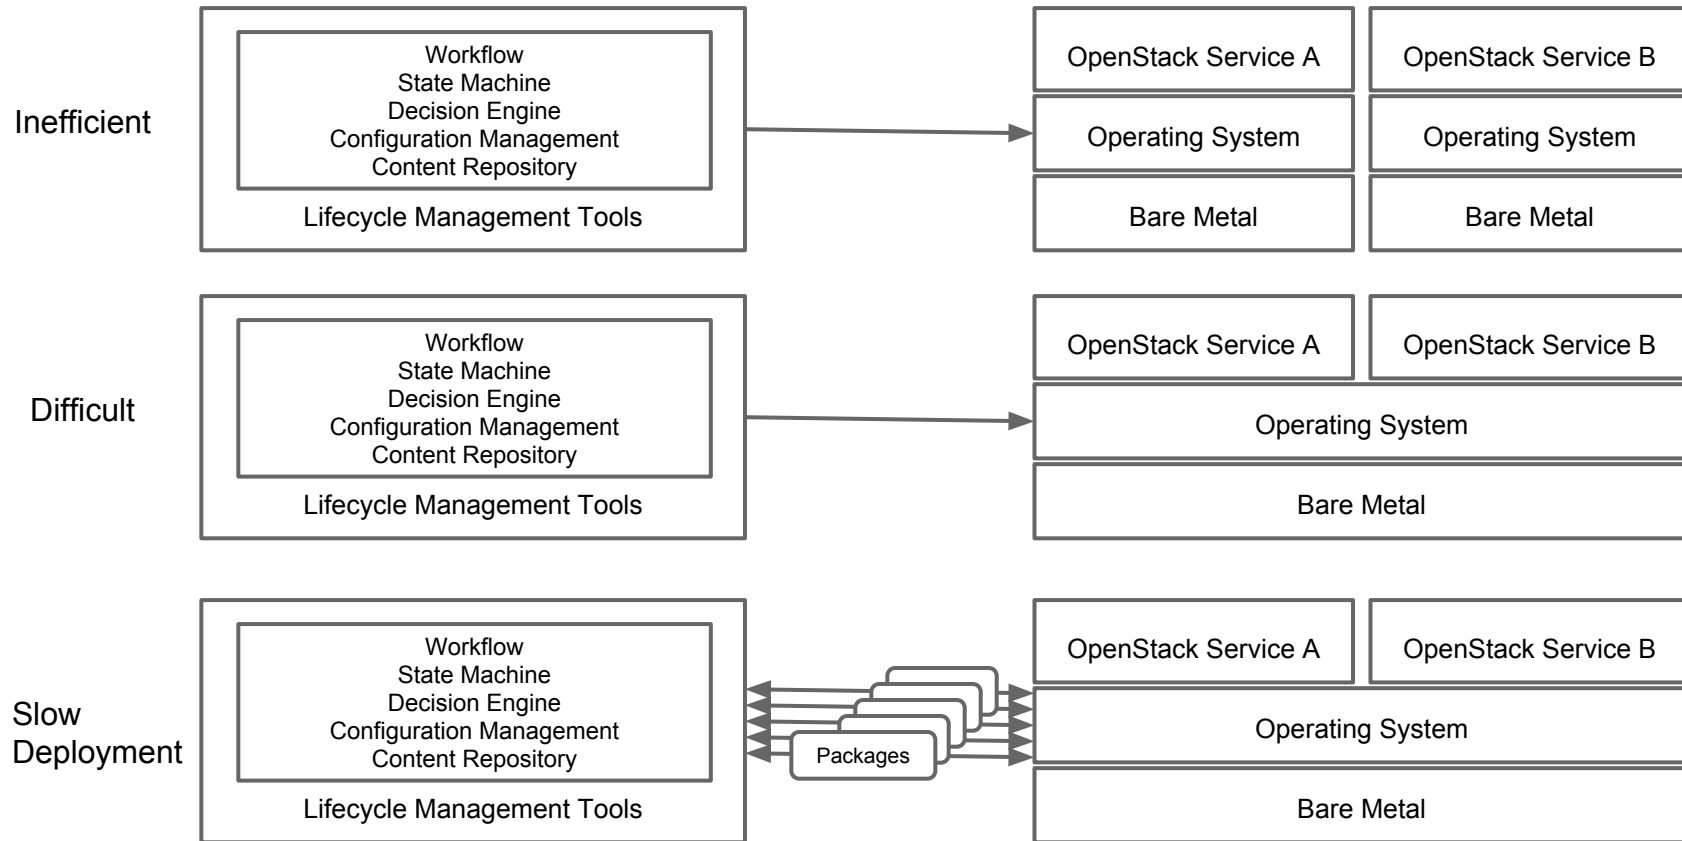 Inefficient
Workflow
State Machine
Decision Engine
Configuration Management
Content Repository
Lifecycle Management Tools
OpenStack Service A
OpenStack Service B
Operating System
Operating System
Bare Metal
Bare Metal
Difficult
Workflow
State Machine
Decision Engine
Configuration Management
Content Repository
Lifecycle Management Tools
OpenStack Service A
OpenStack Service B
Operating System
Bare Metal
Slow
Deployment
Workflow
State Machine
Decision Engine
Configuration Management
Content Repository
Lifecycle Management Tools
Packages
OpenStack Service A
OpenStack Service B
Operating System
Bare Metal